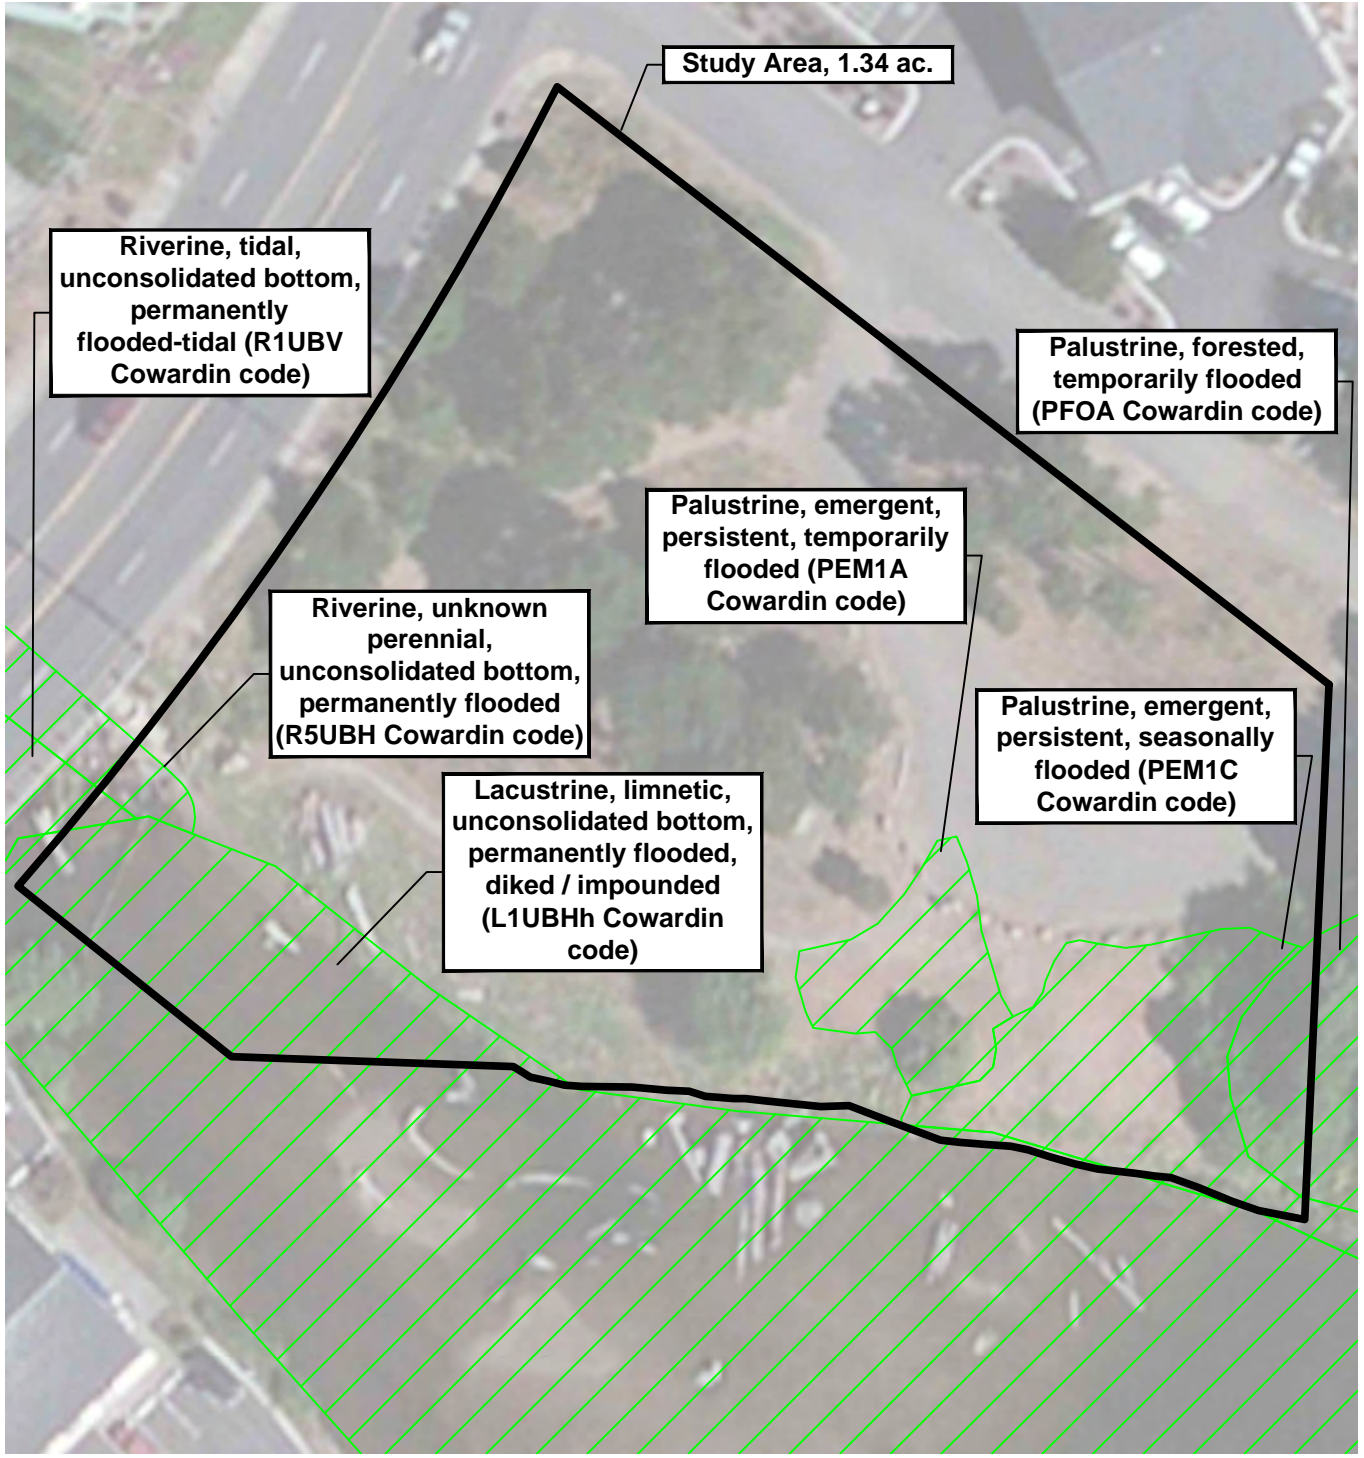 Study Area, 1.34 ac.
Riverine, tidal,
unconsolidated bottom,
permanently
flooded-tidal (R1UBV
Cowardin code)
Palustrine, forested,
temporarily flooded
(PFOA Cowardin code)
Palustrine, emergent,
persistent, temporarily
flooded (PEM1A
Cowardin code)
Riverine, unknown
perennial,
unconsolidated bottom,
permanently flooded
(R5UBH Cowardin code)
Palustrine, emergent,
persistent, seasonally
flooded (PEM1C
Cowardin code)
Lacustrine, limnetic,
unconsolidated bottom,
permanently flooded,
diked / impounded
(L1UBHh Cowardin
code)